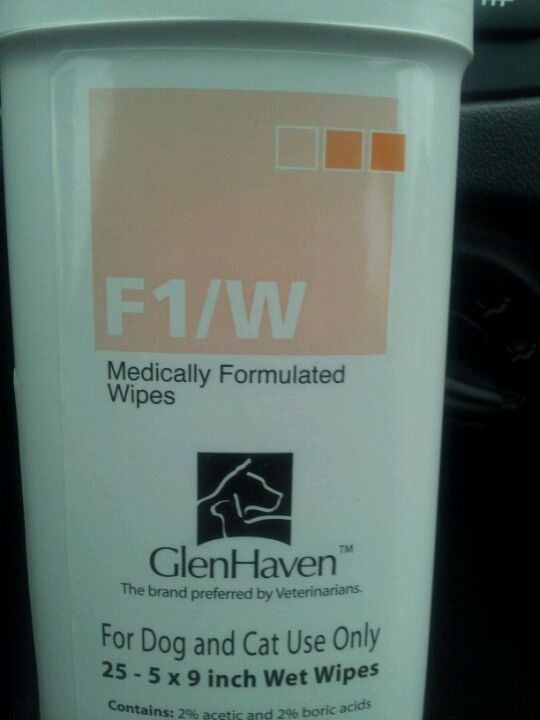 F1/W
Medically Formulated
Wipes
GlenHaven™
The brand preferred by Veterinarians.
For Dog and Cat Use Only
25 - 5 x 9 inch Wet Wipes
Contains: 2% acetic and 2% boric acids